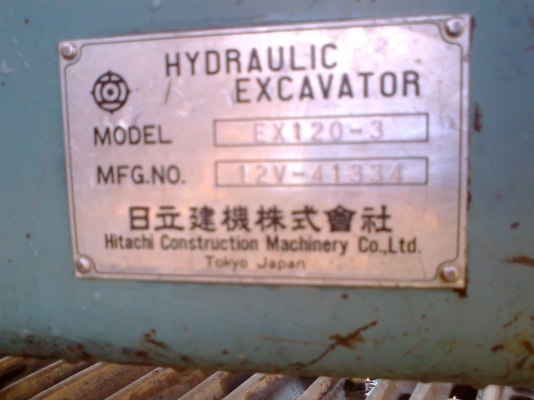 HYDRAULIC
EXCAVATOR
MODEL EX120-3
MFG.NO. 12V-41334
日立建機株式會社
Hitachi Construction Machinery Co.,Ltd.
Tokyo Japan